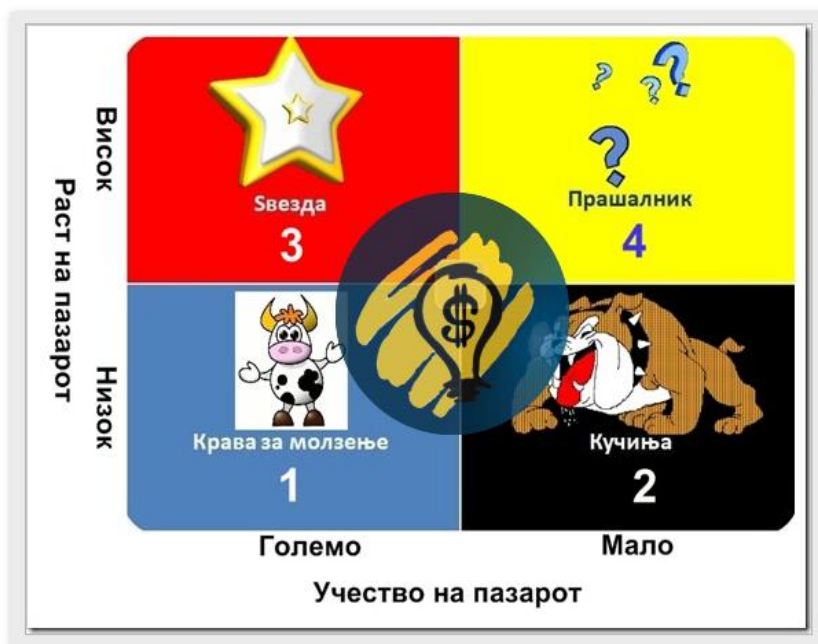 Висок
Раст на пазарот
Низок
Ѕвезда
3
Прашалник
4
? ? ? ?
$
Крава за молзење
1
Кучиња
2
Големо
Мало
Учество на пазарот